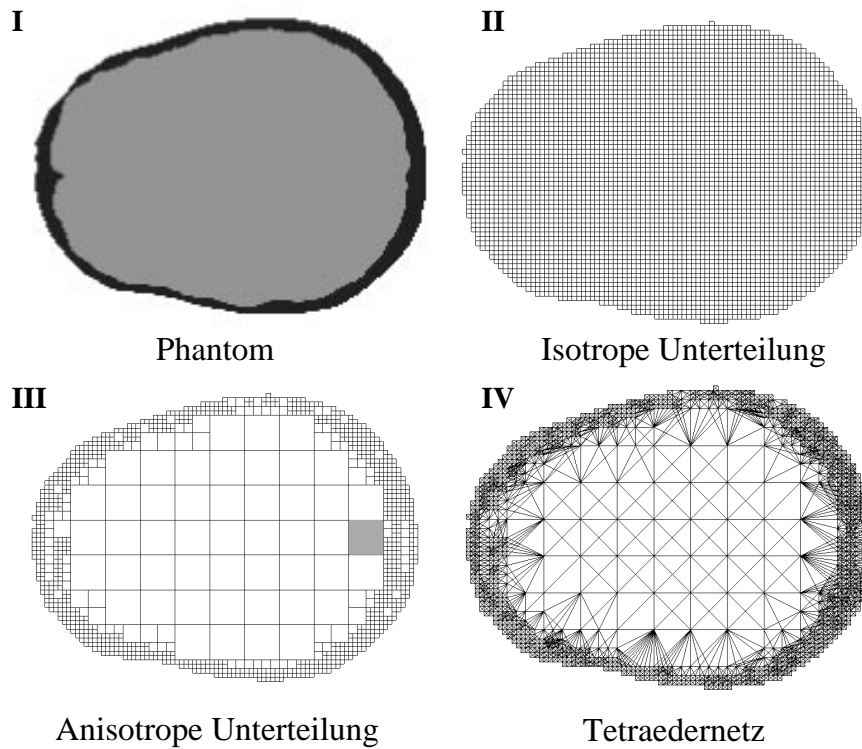 I
II
Phantom
Isotrope Unterteilung
III
IV
Anisotrope Unterteilung
Tetraedernetz